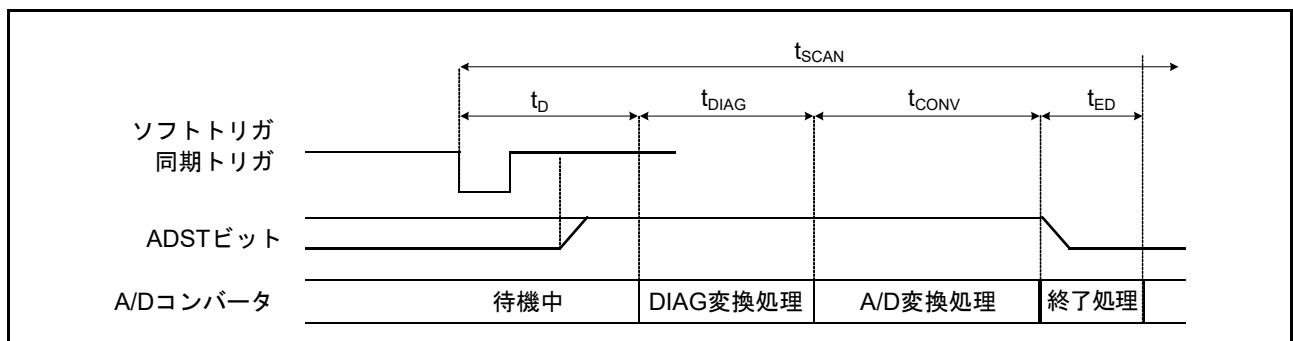 tSCAN
tD tDIAG tCONV tED
ソフトトリガ
同期トリガ
ADSTビット
A/Dコンバータ 待機中 DIAG変換処理 A/D変換処理 終了処理